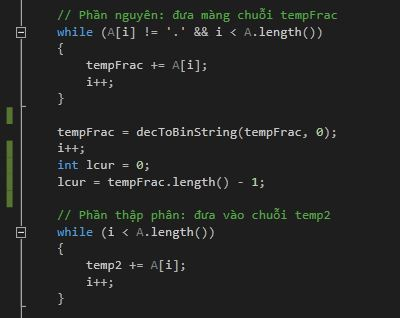 // Phần nguyên: đưa màng chuỗi tempFrac
while (A[i] != '.' && i < A.length())
{
tempFrac += A[i];
i++;
}
tempFrac = decToBinString(tempFrac, 0);
i++;
int lcur = 0;
lcur = tempFrac.length() - 1;
// Phần thập phân: đưa vào chuỗi temp2
while (i < A.length())
{
temp2 += A[i];
i++;
}